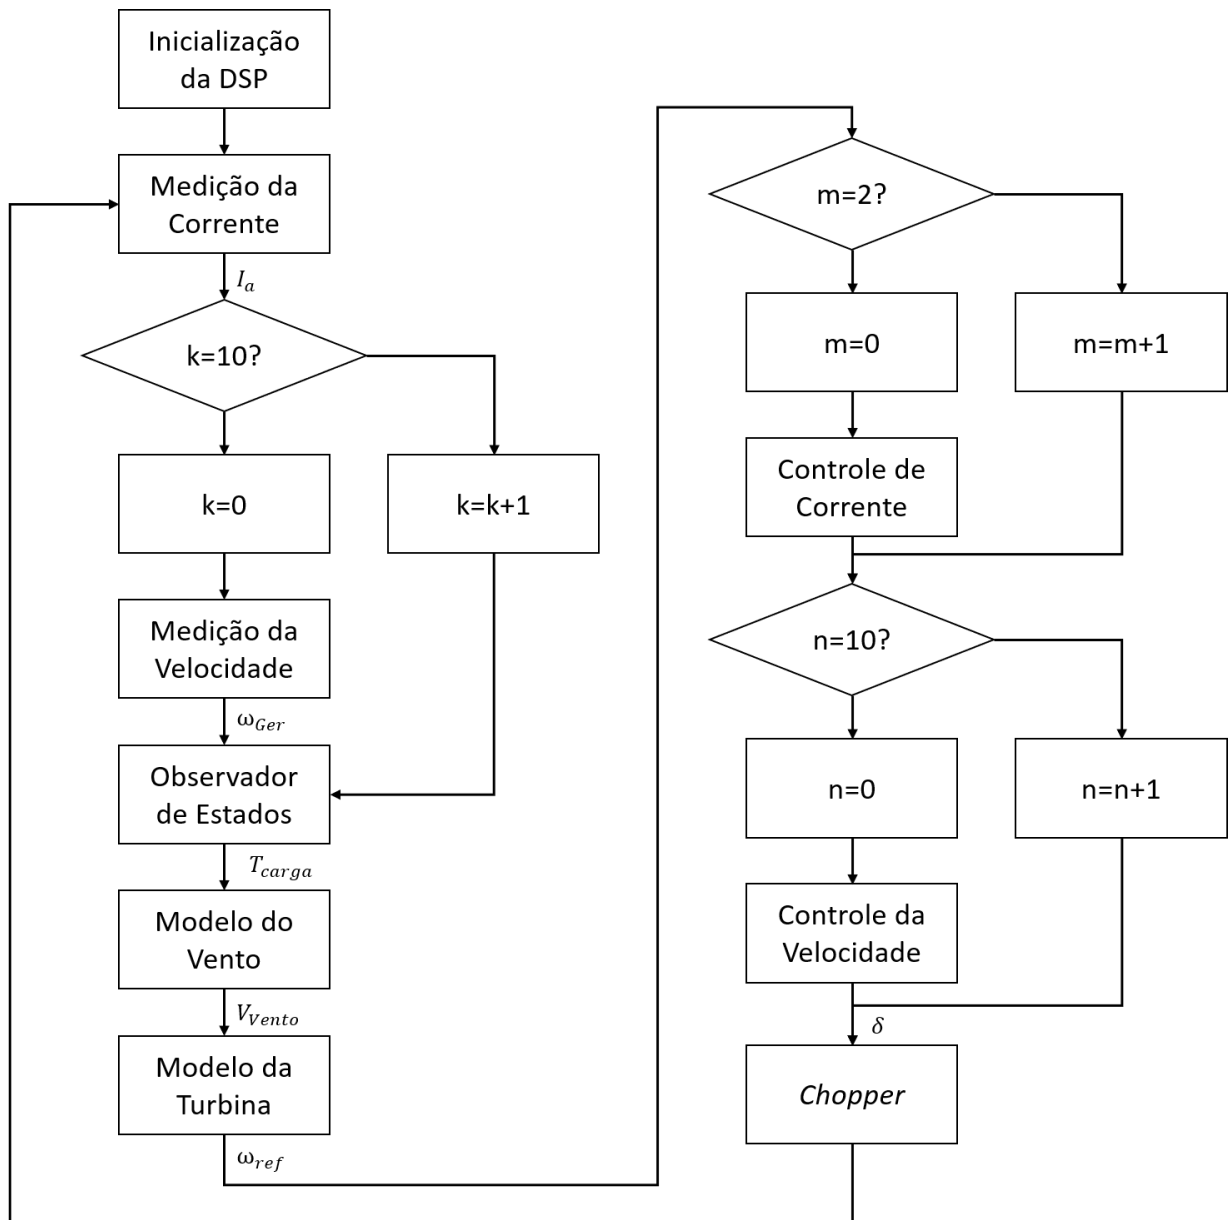 Inicialização
da DSP
Medição da
Corrente
I_a
k=10?
k=0
k=k+1
Medição da
Velocidade
ω_Ger
Observador
de Estados
T_carga
Modelo do
Vento
V_Vento
Modelo da
Turbina
ω_ref
m=2?
m=0
m=m+1
Controle de
Corrente
n=10?
n=0
n=n+1
Controle da
Velocidade
δ
Chopper